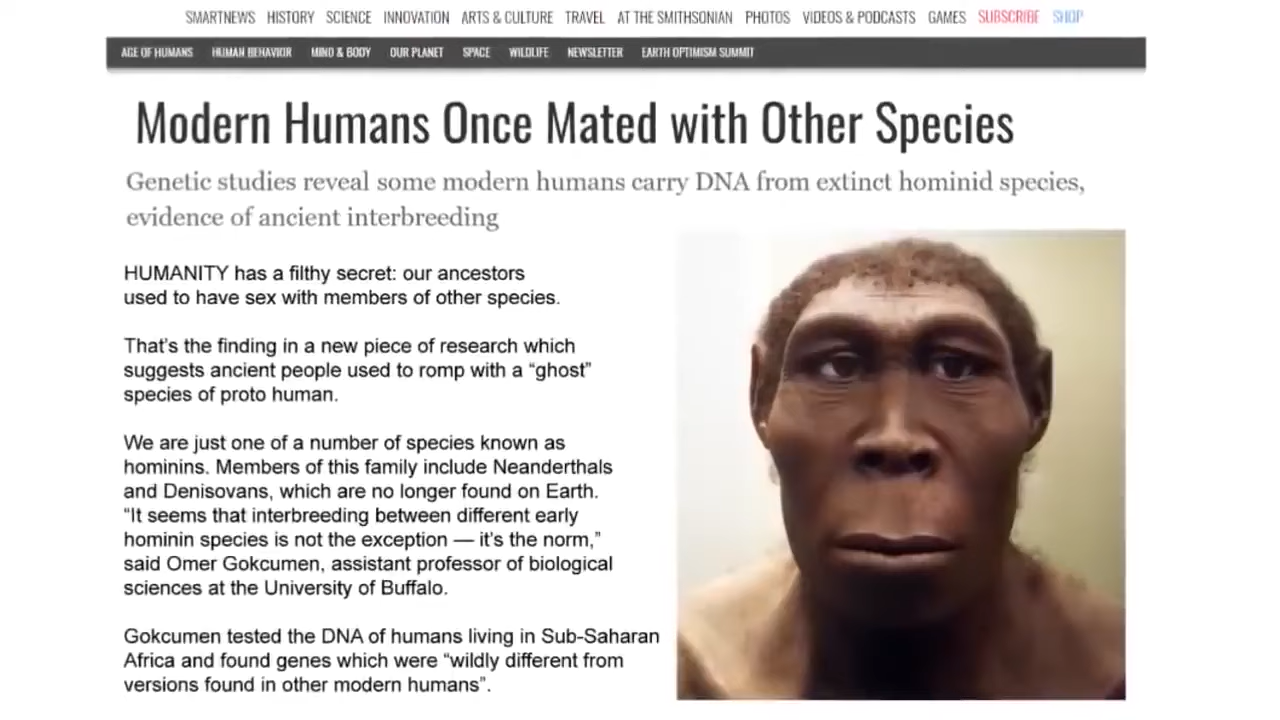 SMARTNEWS HISTORY SCIENCE INNOVATION ARTS & CULTURE TRAVEL AT THE SMITHSONIAN PHOTOS VIDEOS & PODCASTS GAMES SUBSCRIBE SHOP
AGE OF HUMANS HUMAN BEHAVIOR MIND & BODY OUR PLANET SPACE WILDLIFE NEWSLETTER EARTH OPTIMISM SUMMIT
Modern Humans Once Mated with Other Species
Genetic studies reveal some modern humans carry DNA from extinct hominid species,
evidence of ancient interbreeding
HUMANITY has a filthy secret: our ancestors
used to have sex with members of other species.
That's the finding in a new piece of research which
suggests ancient people used to romp with a “ghost”
species of proto human.
We are just one of a number of species known as
hominins. Members of this family include Neanderthals
and Denisovans, which are no longer found on Earth.
“It seems that interbreeding between different early
hominin species is not the exception — it's the norm,”
said Omer Gokcumen, assistant professor of biological
sciences at the University of Buffalo.
Gokcumen tested the DNA of humans living in Sub-Saharan
Africa and found genes which were “wildly different from
versions found in other modern humans”.